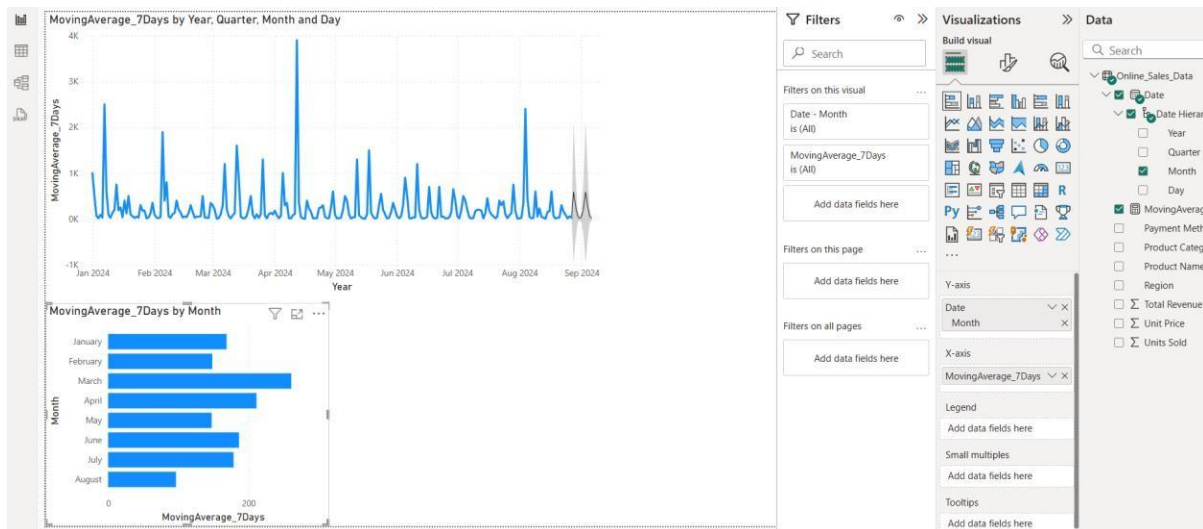 MovingAverage_7Days by Year, Quarter, Month and Day
4K
3K
2K
1K
0K
-1K
MovingAverage_7Days
Jan 2024 Feb 2024 Mar 2024 Apr 2024 May 2024 Jun 2024 Jul 2024 Aug 2024 Sep 2024
Year
MovingAverage_7Days by Month
January
February
March
April
May
June
July
August
Month
0 200
MovingAverage_7Days
Filters
Search
Filters on this visual
...
Date - Month
is (All)
MovingAverage_7Days
is (All)
Add data fields here
Filters on this page
...
Add data fields here
Filters on all pages
...
Add data fields here
Visualizations
Build visual
123
R
Py
...
Y-axis
Date
Month
X-axis
MovingAverage_7Days
Legend
Add data fields here
Small multiples
Add data fields here
Tooltips
Add data fields here
Data
Search
Online_Sales_Data
Date
Date Hierar
Year
Quarter
Month
Day
MovingAverag
Payment Meth
Product Categ
Product Name
Region
Σ Total Revenue
Σ Unit Price
Σ Units Sold